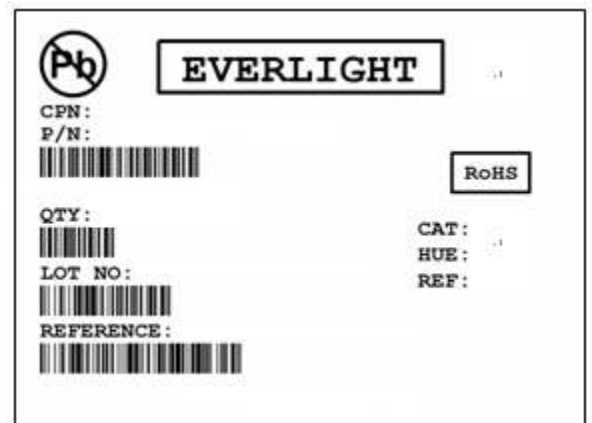 Pb
EVERLIGHT
CPN:
P/N:
RoHS
QTY:
CAT:
HUE:
LOT NO:
REF:
REFERENCE: